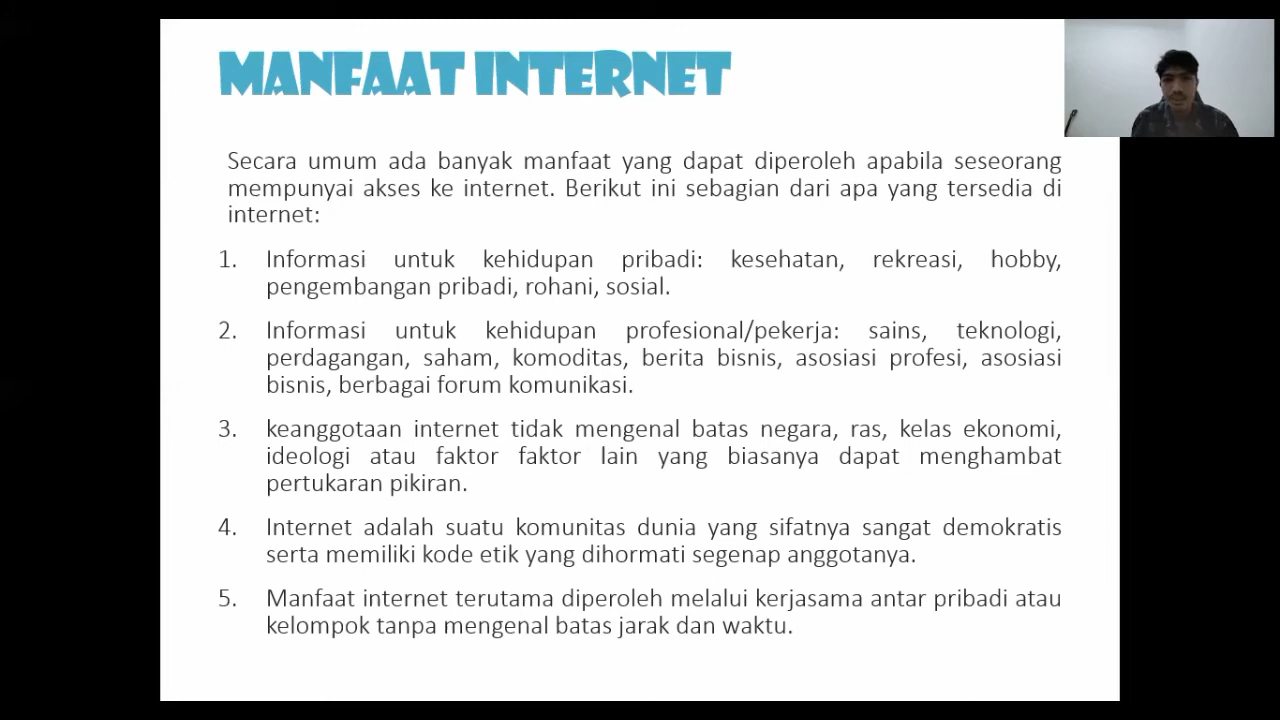 MANFAAT INTERNET
Secara umum ada banyak manfaat yang dapat diperoleh apabila seseorang
mempunyai akses ke internet. Berikut ini sebagian dari apa yang tersedia di
internet:
1. Informasi untuk kehidupan pribadi: kesehatan, rekreasi, hobby,
pengembangan pribadi, rohani, sosial.
2. Informasi untuk kehidupan profesional/pekerja: sains, teknologi,
perdagangan, saham, komoditas, berita bisnis, asosiasi profesi, asosiasi
bisnis, berbagai forum komunikasi.
3. keanggotaan internet tidak mengenal batas negara, ras, kelas ekonomi,
ideologi atau faktor faktor lain yang biasanya dapat menghambat
pertukaran pikiran.
4. Internet adalah suatu komunitas dunia yang sifatnya sangat demokratis
serta memiliki kode etik yang dihormati segenap anggotanya.
5. Manfaat internet terutama diperoleh melalui kerjasama antar pribadi atau
kelompok tanpa mengenal batas jarak dan waktu.